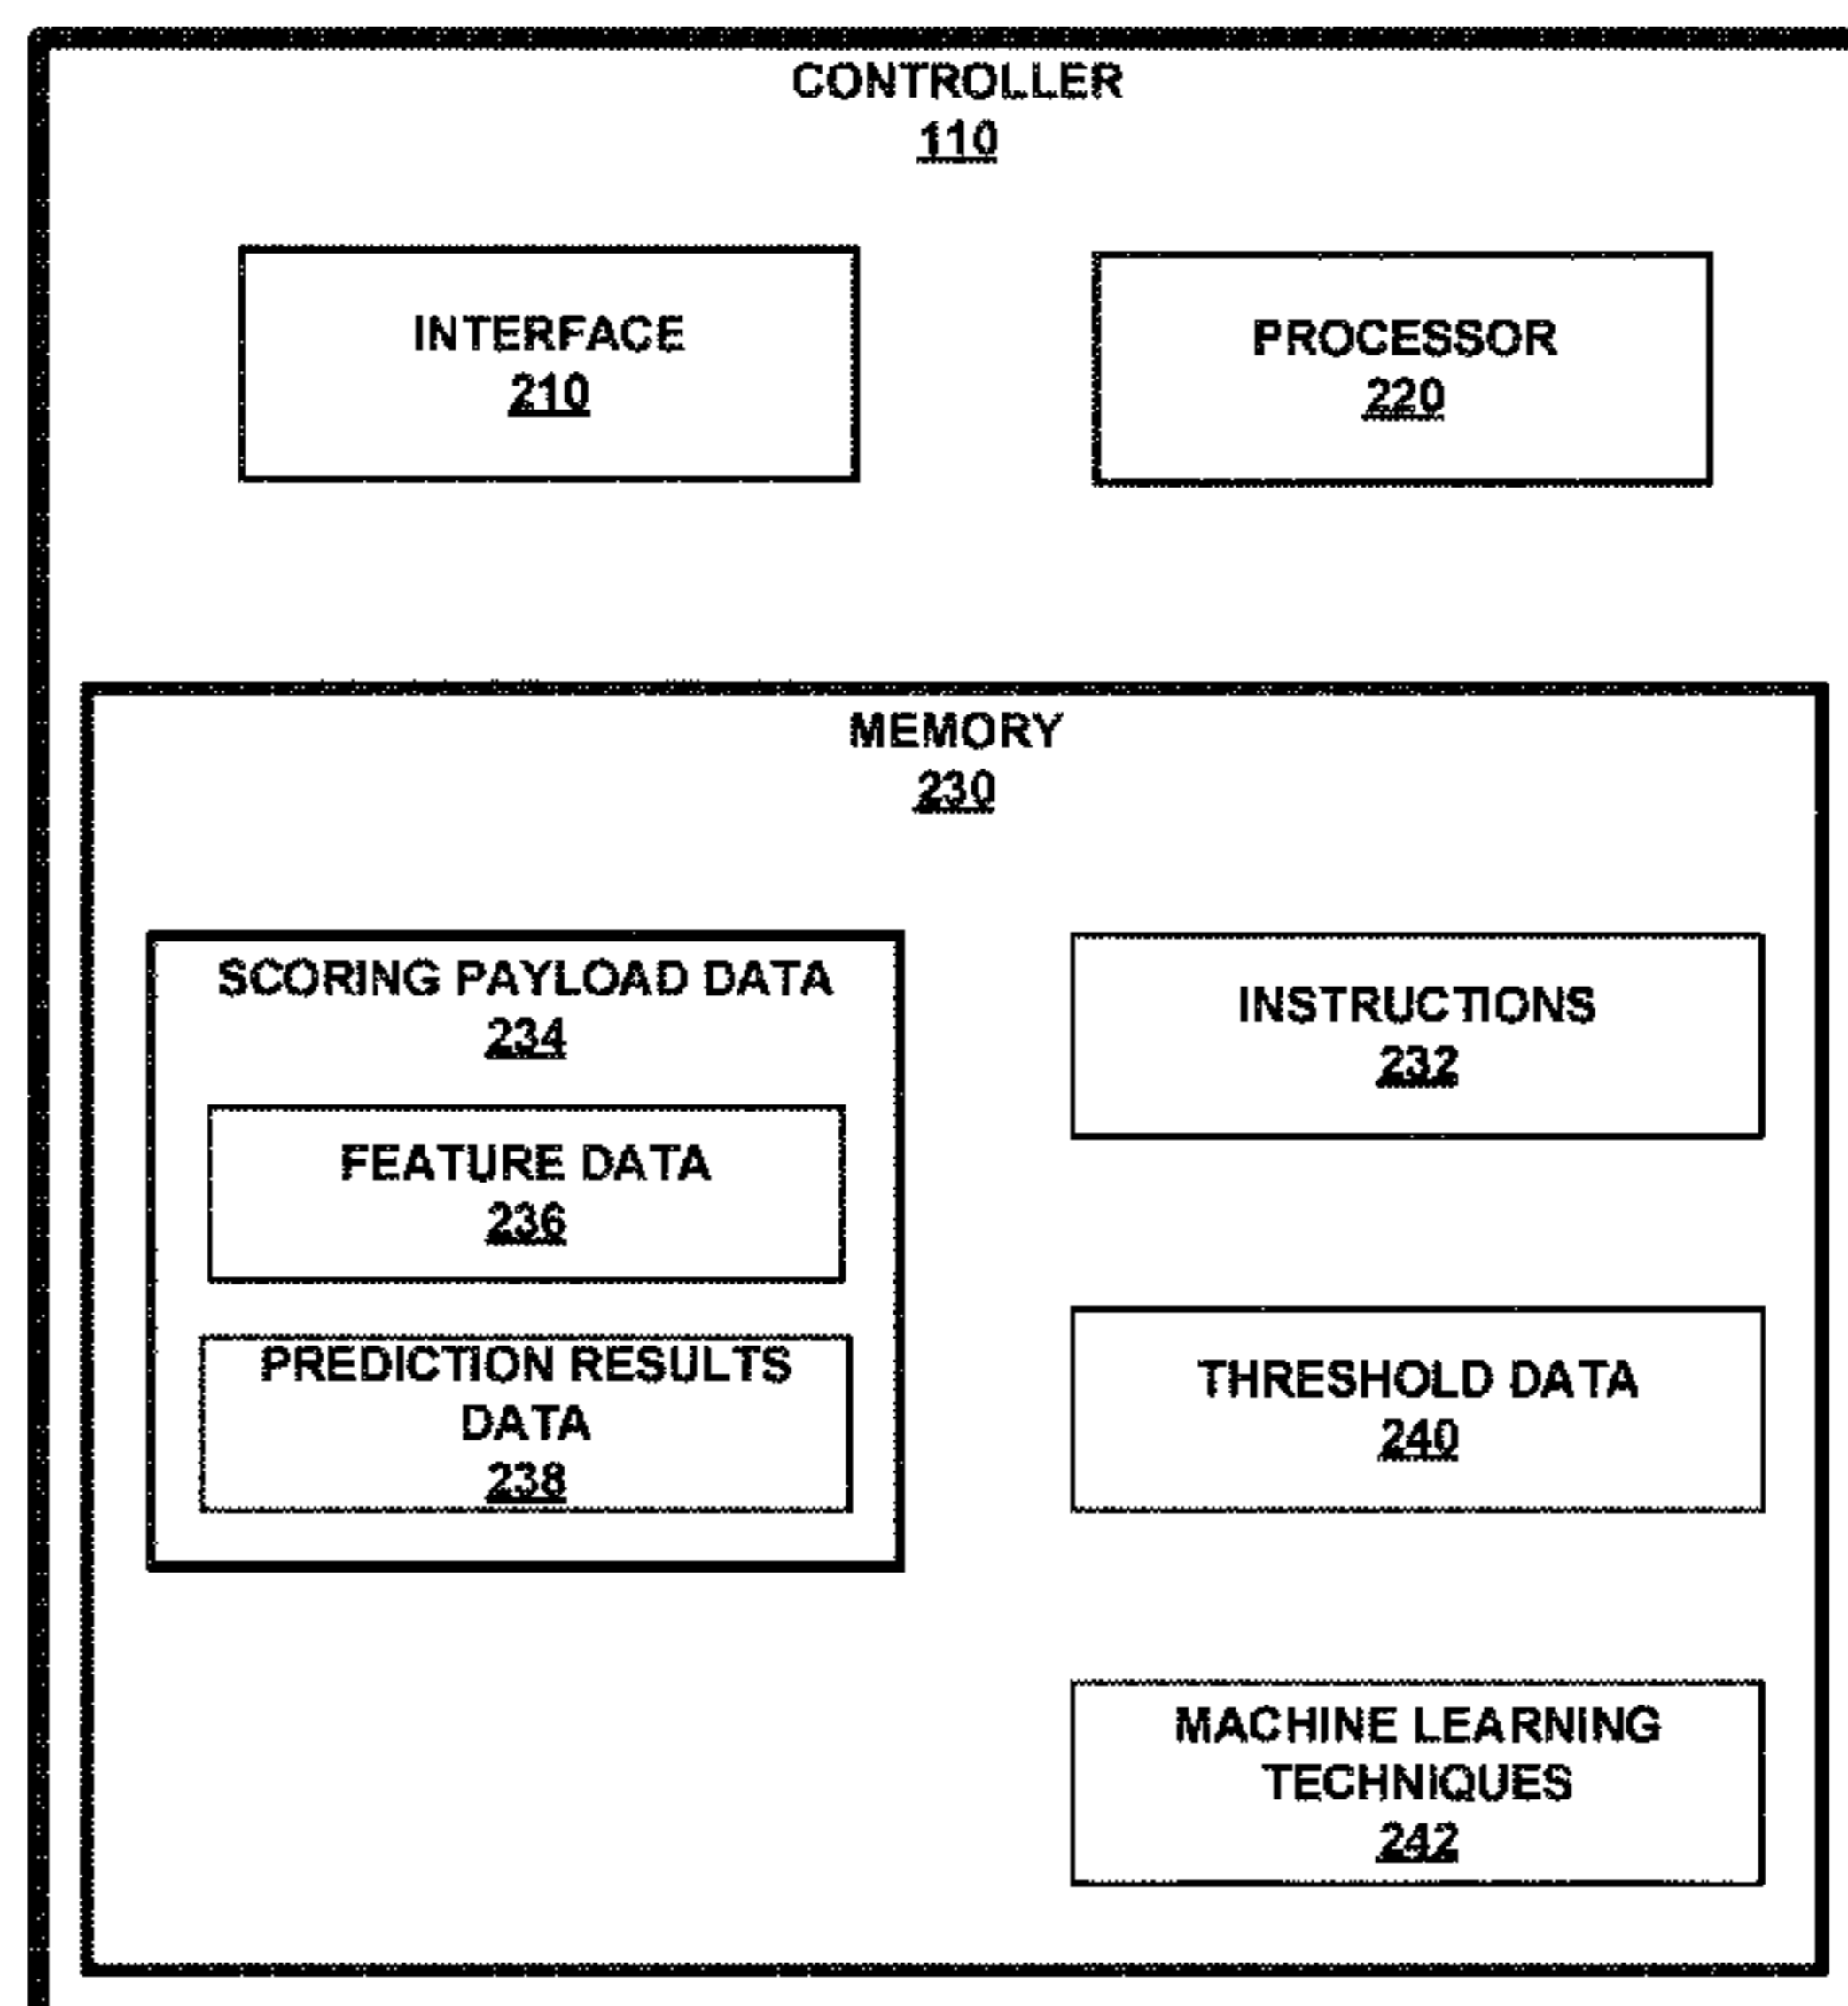 CONTROLLER
110
INTERFACE
210
PROCESSOR
220
MEMORY
230
SCORING PAYLOAD DATA
234
FEATURE DATA
236
PREDICTION RESULTS
DATA
238
INSTRUCTIONS
232
THRESHOLD DATA
240
MACHINE LEARNING
TECHNIQUES
242